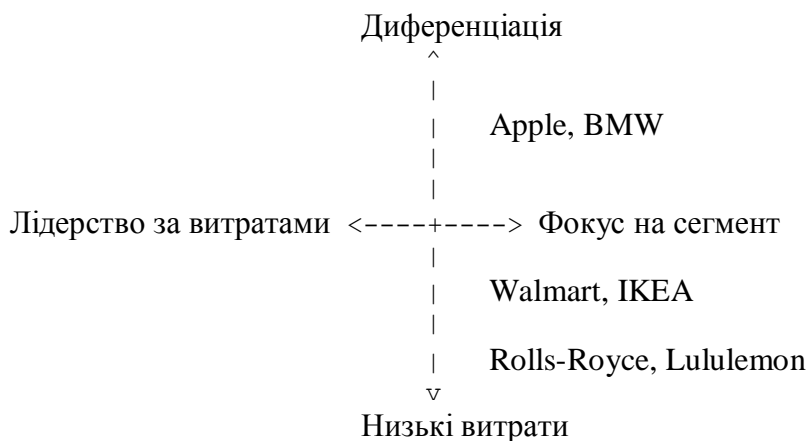 Диференціація
^
|
| Apple, BMW
|
|
Лідерство за витратами <----+----> Фокус на сегмент
|
| Walmart, IKEA
|
| Rolls-Royce, Lululemon
v
Низькі витрати